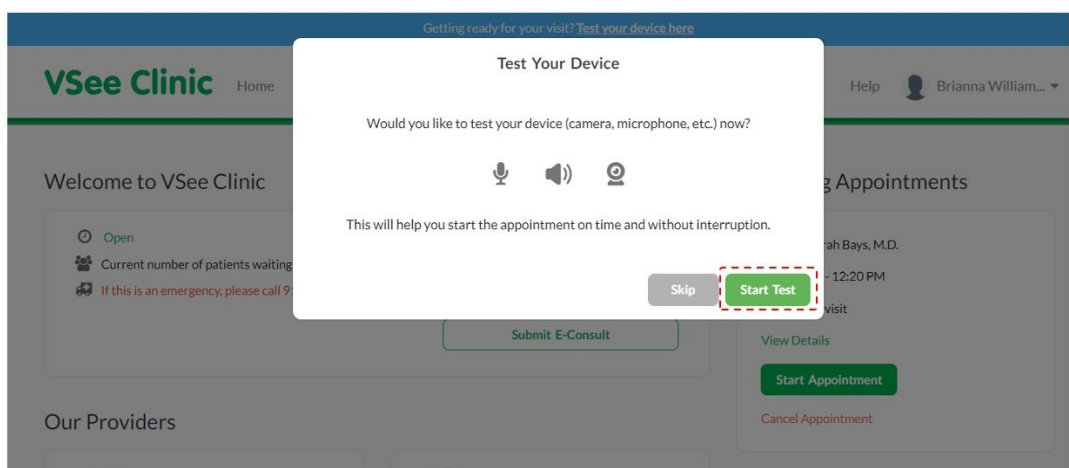 Getting ready for your visit? Test your device here
VSee Clinic
Home
Help
Brianna William...
Test Your Device
Would you like to test your device (camera, microphone, etc.) now?
This will help you start the appointment on time and without interruption.
Skip
Start Test
Welcome to VSee Clinic
Open
Current number of patients waiting
If this is an emergency, please call 9
Submit E-Consult
Appointments
Bays, M.D.
- 12:20 PM
visit
View Details
Start Appointment
Cancel Appointment
Our Providers